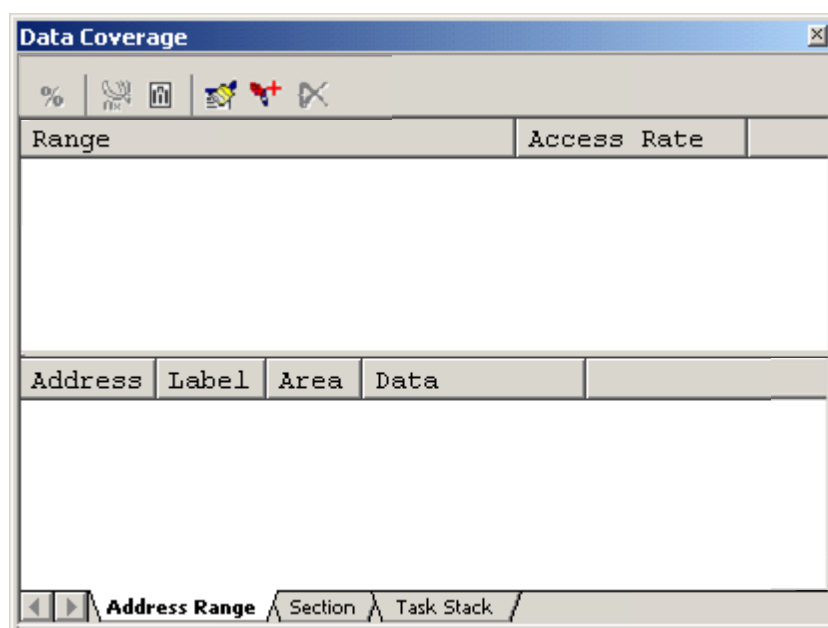 Data Coverage
%
Range Access Rate
Address Label Area Data
Address Range Section Task Stack